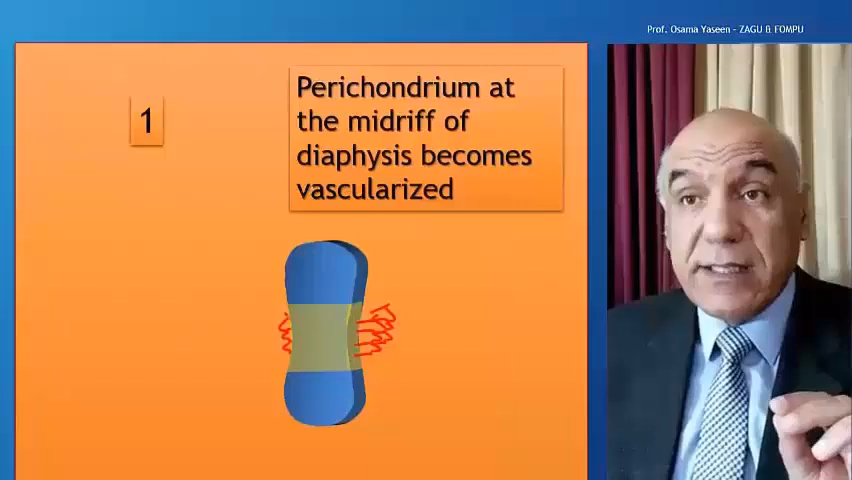 Prof. Osama Yaseen – ZAGU & FOMPU
1
Perichondrium at
the midriff of
diaphysis becomes
vascularized